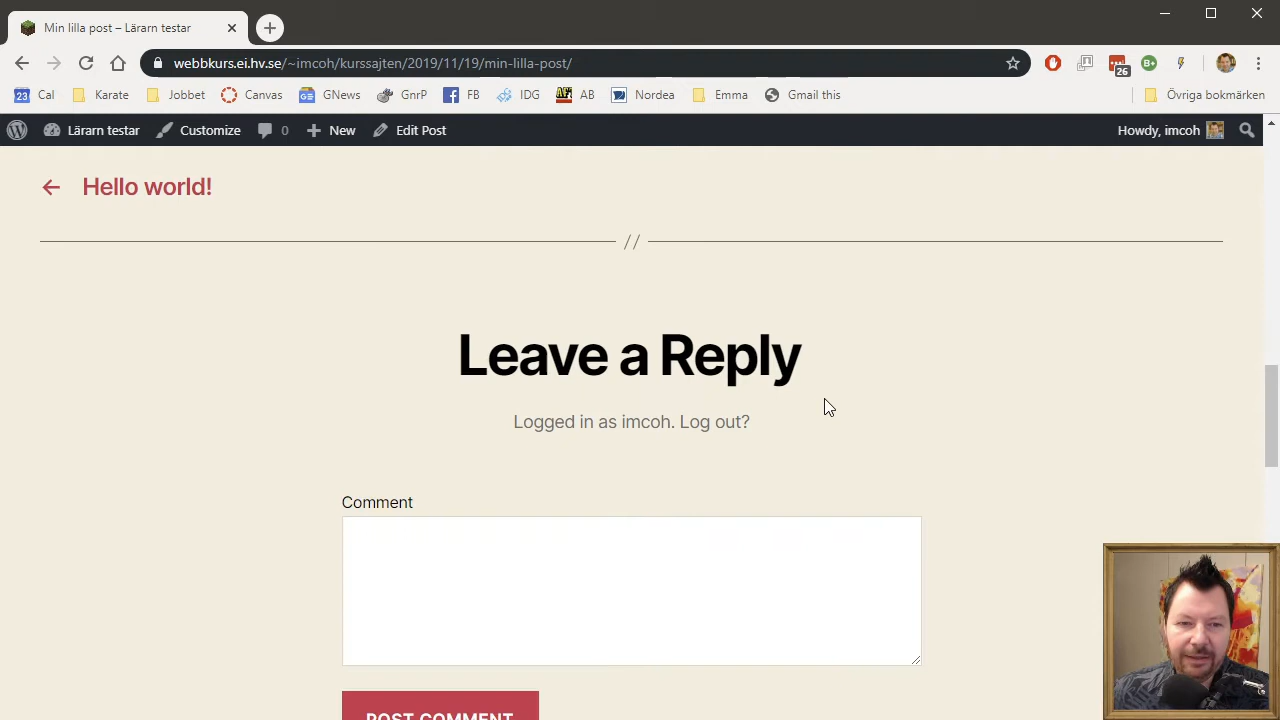 Min lilla post – Lärarn testar
webbkurs.ei.hv.se/~imcoh/kurssajten/2019/11/19/min-lilla-post/
26
23 Cal Karate Jobbet Canvas GNews GnrP FB IDG AB Nordea Emma Gmail this Övriga bokmärken
Lärarn testar Customize 0 New Edit Post Howdy, imcoh
← Hello world!
//
Leave a Reply
Logged in as imcoh. Log out?
Comment
POST COMMENT